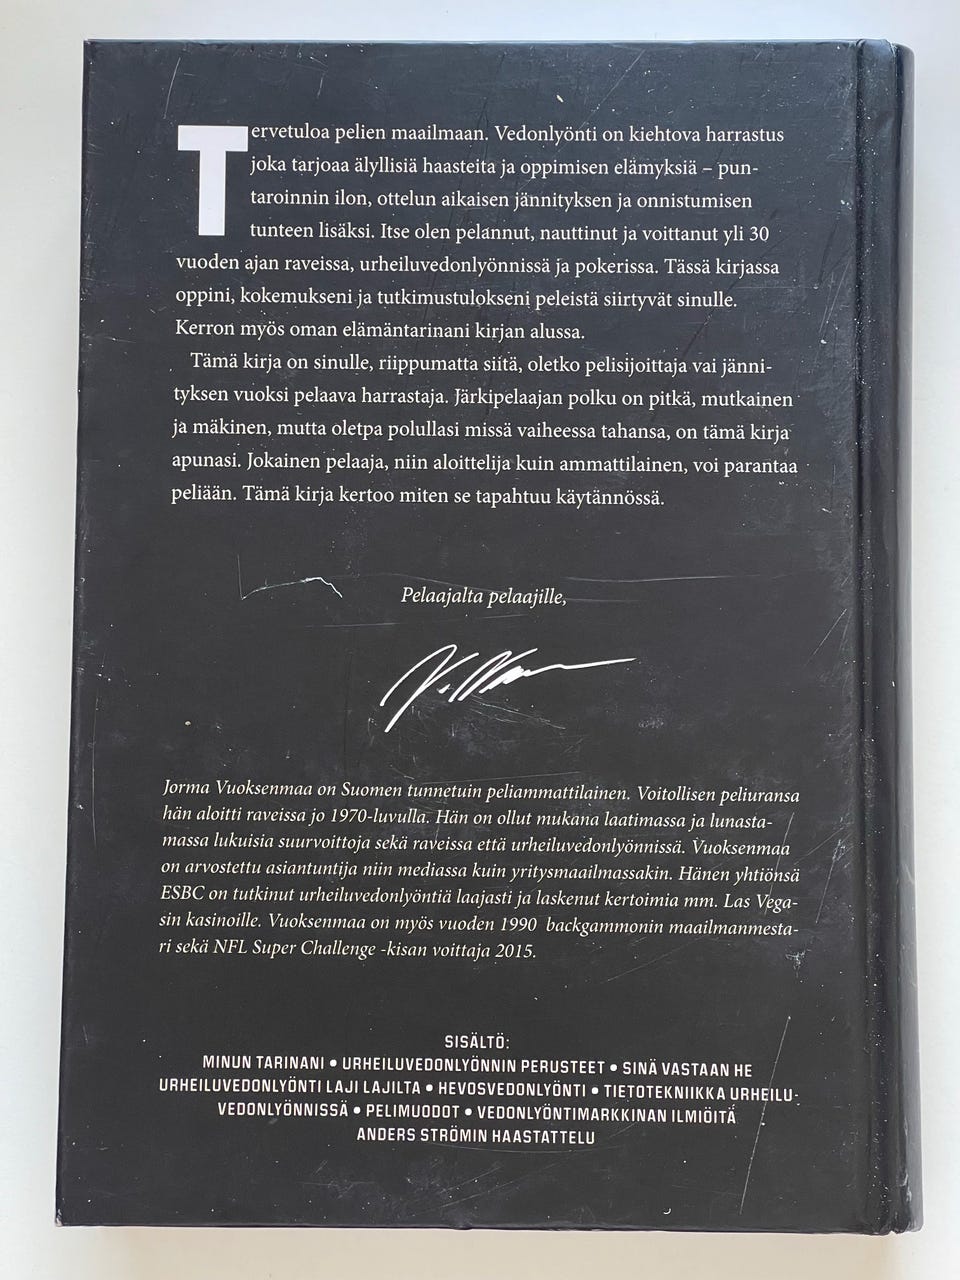 Tervetuloa pelien maailmaan. Vedonlyönti on kiehtova harrastus
joka tarjoaa älyllisiä haasteita ja oppimisen elämyksiä – pun-
taroinnin ilon, ottelun aikaisen jännityksen ja onnistumisen
tunteen lisäksi. Itse olen pelannut, nauttinut ja voittanut yli 30
vuoden ajan raveissa, urheiluvedonlyönnissä ja pokerissa. Tässä kirjassa
oppini, kokemukseni ja tutkimustulokseni peleistä siirtyvät sinulle.
Kerron myös oman elämäntarinani kirjan alussa.
Tämä kirja on sinulle, riippumatta siitä, oletko pelisijoittaja vai jänni-
tyksen vuoksi pelaava harrastaja. Järkipelaajan polku on pitkä, mutkainen
ja mäkinen, mutta oletpa polullasi missä vaiheessa tahansa, on tämä kirja
apunasi. Jokainen pelaaja, niin aloittelija kuin ammattilainen, voi parantaa
peliään. Tämä kirja kertoo miten se tapahtuu käytännössä.
Pelaajalta pelaajille,
Jorma Vuoksenmaa on Suomen tunnetuin peliammattilainen. Voitollisen peliuransa
hän aloitti raveissa jo 1970-luvulla. Hän on ollut mukana laatimassa ja lunasta-
massa lukuisia suurvoittoja sekä raveissa että urheiluvedonlyönnissä. Vuoksenmaa
on arvostettu asiantuntija niin mediassa kuin yritysmaailmassakin. Hänen yhtiönsä
ESBC on tutkinut urheiluvedonlyöntiä laajasti ja laskenut kertoimia mm. Las Vega-
sin kasinoille. Vuoksenmaa on myös vuoden 1990 backgammonin maailmanmesta-
ri sekä NFL Super Challenge -kisan voittaja 2015.
SISÄLTÖ:
MINUN TARINANI • URHEILUVEDONLYÖNNIN PERUSTEET • SINÄ VASTAAN HE
URHEILUVEDONLYÖNTI LAJI LAJILTA • HEVOSVEDONLYÖNTI • TIETOTEKNIIKKA URHEILU-
VEDONLYÖNNISSÄ • PELIMUODOT • VEDONLYÖNTIMARKKINAN ILMIÖITÄ
ANDERS STRÖMIN HAASTATTELU